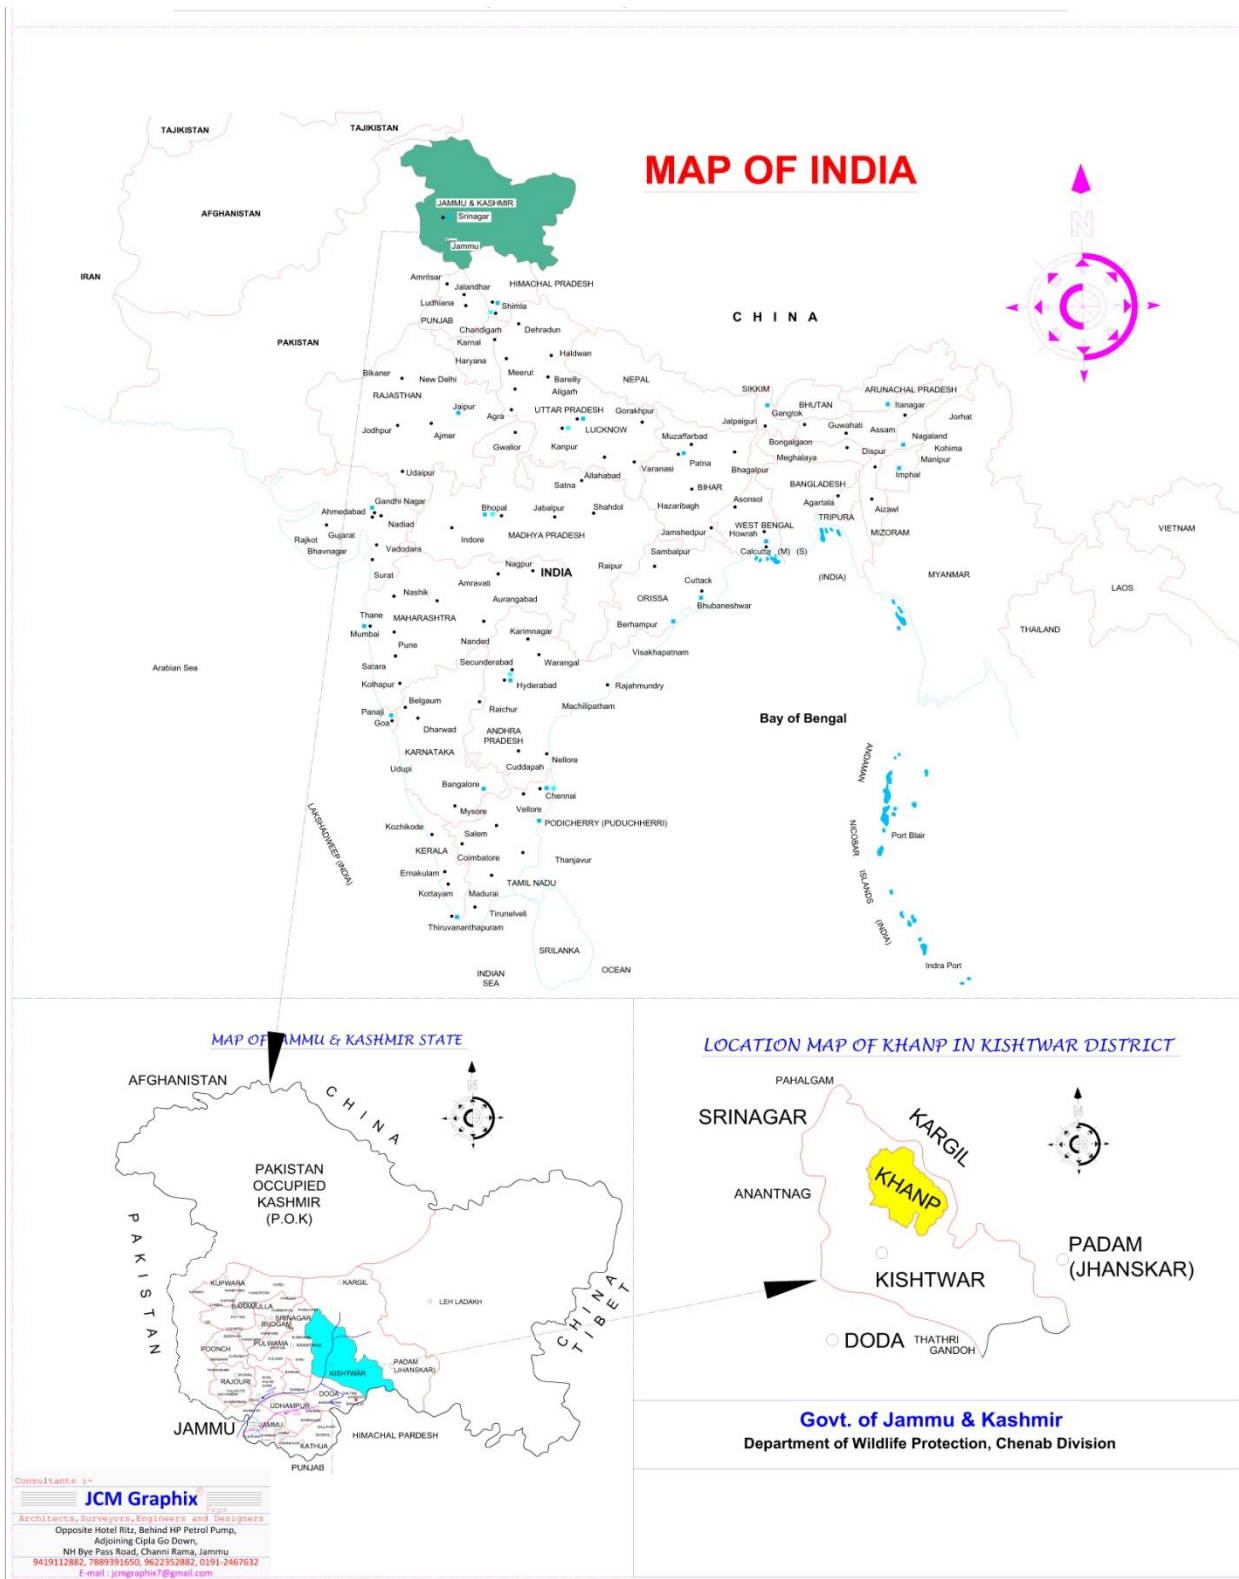 MAP OF INDIA
TAJIKISTAN
TAJIKISTAN
AFGHANISTAN
JAMMU & KASHMIR
Srinagar
Jammu
IRAN
Amritsar
Jalandhar
HIMACHAL PRADESH
Ludhiana
Shimla
PUNJAB
CHINA
Chandigarh
Dehradun
Karnal
PAKISTAN
Haryana
Haldwan
Bikaner
New Delhi
Meerut
Bareilly
NEPAL
RAJASTHAN
Aligarh
SIKKIM
ARUNACHAL PRADESH
Jaipur
Agra
UTTAR PRADESH
Gorakhpur
Gangtok
BHUTAN
Itanagar
Jorhat
Jodhpur
Ajmer
LUCKNOW
Jalpaiguri
Guwahati
Assam
Gwalior
Kanpur
Muzaffarbad
Bongalgaon
Nagaland
Kohima
Dispur
Udaipur
Allahabad
Varanasi
Patna
Bhagalpur
Meghalaya
Manipur
Imphal
Satna
BIHAR
BANGLADESH
Gandhi Nagar
Ahmedabad
Bhopal
Jabalpur
Shahdol
Hazaribagh
Asonsol
Agartala
Aizawl
Nadiad
TRIPURA
Gujarat
Rajkot
Indore
MADHYA PRADESH
Jamshedpur
WEST BENGAL
Howrah
MIZORAM
VIETNAM
Bhavnagar
Vadodara
Sambalpur
Calcutta (M) (S)
Surat
Nagpur
INDIA
Raipur
(INDIA)
MYANMAR
Amravati
Cuttack
LAOS
Nashik
Aurangabad
ORISSA
Bhubaneshwar
Thane
MAHARASHTRA
Berhampur
THAILAND
Mumbai
Karimnagar
Pune
Nanded
Visakhapatnam
Arabian Sea
Satara
Secunderabad
Warangal
Kolhapur
Hyderabad
Rajahmundry
Belgaum
Raichur
Machilipatham
Panaji
Goa
Dharwad
ANDHRA
PRADESH
Bay of Bengal
KARNATAKA
Nellore
Udupi
Cuddapah
ANDAMAN
Bangalore
Chennai
Mysore
Vellore
LAKSHADWEEP (INDIA)
Kozhikode
Salem
PODICHERRY (PUDUCHHERRI)
NICOBAR
Port Blair
KERALA
Coimbatore
Thanjavur
Ernakulam
TAMIL NADU
ISLANDS
Kottayam
Madurai
Tirunelveli
(INDIA)
Thiruvananthapuram
SRILANKA
Indra Port
INDIAN
SEA
OCEAN
MAP OF JAMMU & KASHMIR STATE
N
AFGHANISTAN
CHINA
PAKISTAN
OCCUPIED
KASHMIR
(P.O.K)
PAKISTAN
KUPWARA
KARGIL
BARAMULLA
LEH LADAKH
SRINAGAR
BUDGAM
CHINA
TIBET
POONCH
PULWAMA
PADAM
(JHANSKAR)
KISHTWAR
RAJOURI
DODA
UDHAMPUR
JAMMU
JAMMU
HIMACHAL PARDESH
KATHUA
PUNJAB
LOCATION MAP OF KHANP IN KISHTWAR DISTRICT
N
PAHALGAM
SRINAGAR
KARGIL
KHANP
ANANTNAG
PADAM
(JHANSKAR)
KISHTWAR
DODA
THATHRI
GANDOH
Govt. of Jammu & Kashmir
Department of Wildlife Protection, Chenab Division
Consultants :-
JCM Graphix
Regd
Architects,Surveyors,Engineers and Designers
Opposite Hotel Ritz, Behind HP Petrol Pump,
Adjoining Cipla Go Down,
NH Bye Pass Road, Channi Rama, Jammu
9419112882, 7889391650, 9622352882, 0191-2467632
E-mail : jcmgraphix7@gmail.com